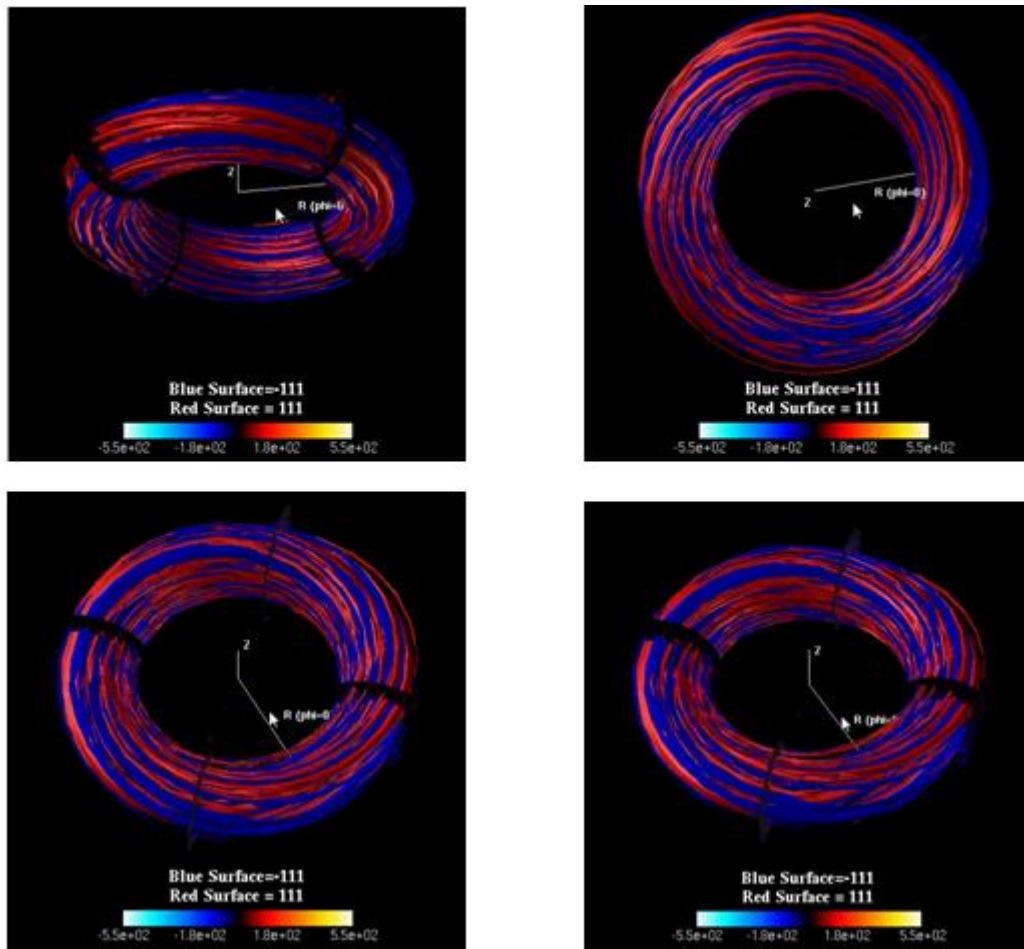 Z
R (phi=0
Blue Surface=-111
Red Surface = 111
-5.5e+02 -1.8e+02 1.8e+02 5.5e+02
R (phi=0)
Z
Blue Surface=-111
Red Surface = 111
-5.5e+02 -1.8e+02 1.8e+02 5.5e+02
Z
R (phi=0
Blue Surface=-111
Red Surface = 111
-5.5e+02 -1.8e+02 1.8e+02 5.5e+02
Z
R (phi=
Blue Surface=-111
Red Surface = 111
-5.5e+02 -1.8e+02 1.8e+02 5.5e+02